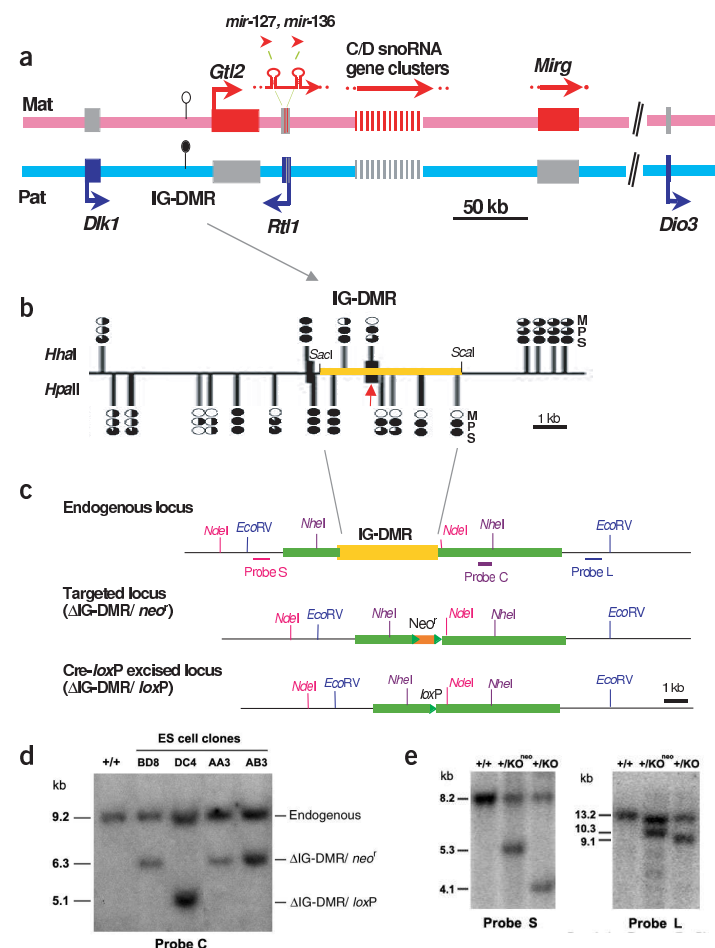 a
mir-127, mir-136
Gtl2
C/D snoRNA
gene clusters
Mirg
Mat
Pat
Dlk1
IG-DMR
Rtl1
50 kb
Dio3
b
IG-DMR
HhaI
SacI
ScaI
M
P
S
HpaII
M
P
S
1 kb
c
Endogenous locus
NdeI
EcoRV
NheI
IG-DMR
NdeI
NheI
EcoRV
Probe S
Probe C
Probe L
Targeted locus
(ΔIG-DMR/ neoʳ)
NdeI
EcoRV
NheI
Neoʳ
NdeI
NheI
EcoRV
Cre-loxP excised locus
(ΔIG-DMR/ loxP)
NdeI
EcoRV
NheI
loxP
NdeI
NheI
EcoRV
1 kb
d
ES cell clones
+/+ BD8 DC4 AA3 AB3
kb
9.2
Endogenous
6.3
ΔIG-DMR/ neoʳ
5.1
ΔIG-DMR/ loxP
Probe C
e
+/+ +/KOⁿᵉᵒ +/KO
kb
8.2
5.3
4.1
Probe S
+/+ +/KOⁿᵉᵒ +/KO
kb
13.2
10.3
9.1
Probe L